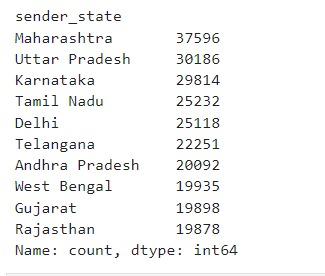 sender_state
Maharashtra 37596
Uttar Pradesh 30186
Karnataka 29814
Tamil Nadu 25232
Delhi 25118
Telangana 22251
Andhra Pradesh 20092
West Bengal 19935
Gujarat 19898
Rajasthan 19878
Name: count, dtype: int64